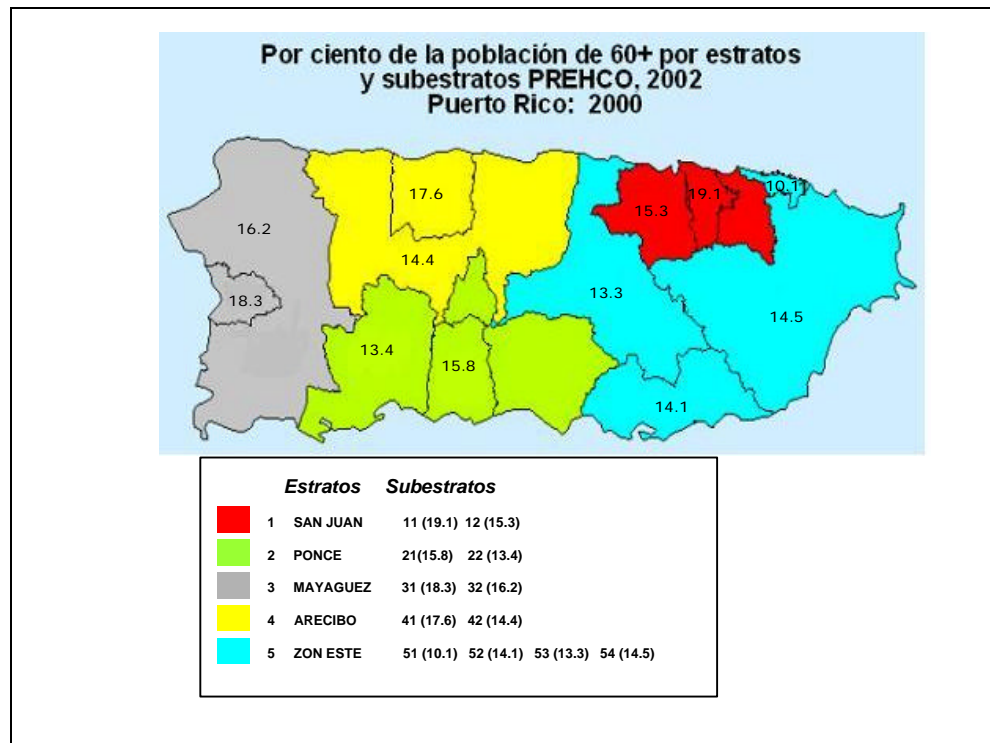 Por ciento de la población de 60+ por estratos
y subestratos PREHCO, 2002
Puerto Rico: 2000
10.1
17.6
19.1
15.3
16.2
14.4
18.3
13.3
14.5
13.4
15.8
14.1
Estratos Subestratos
1 SAN JUAN 11 (19.1) 12 (15.3)
2 PONCE 21(15.8) 22 (13.4)
3 MAYAGUEZ 31 (18.3) 32 (16.2)
4 ARECIBO 41 (17.6) 42 (14.4)
5 ZON ESTE 51 (10.1) 52 (14.1) 53 (13.3) 54 (14.5)